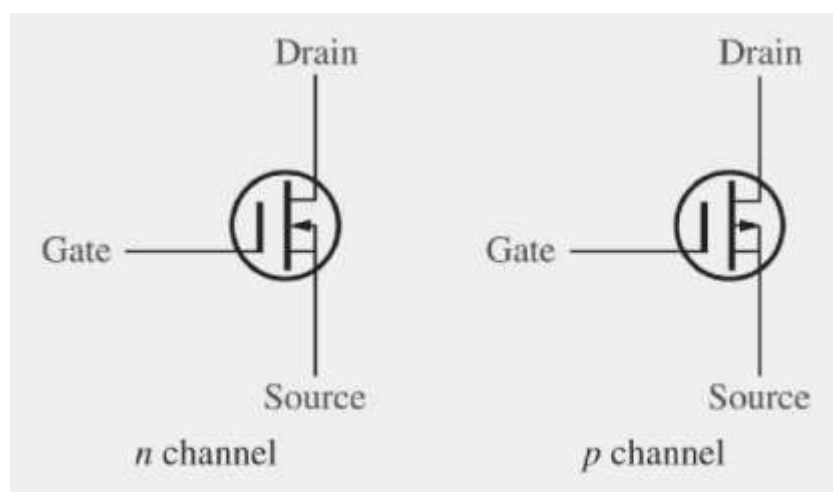 Drain
Drain
Gate
Gate
Source
Source
n channel
p channel